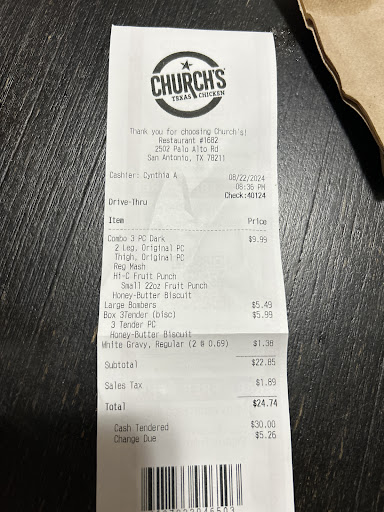 CHURCH'S
TEXAS CHICKEN
Thank you for choosing Church's!
Restaurant #1682
2502 Palo Alto Rd
San Antonio, TX 78211
Cashier: Cynthia A 08/22/2024
08:36 PM
Drive-Thru Check:40124
Item Price
Combo 3 PC Dark $9.99
2 Leg, Original PC
Thigh, Original PC
Reg Mash
Hi-C Fruit Punch
Small 22oz Fruit Punch
Honey-Butter Biscuit
Large Bombers $5.49
Box 3Tender (bisc) $5.99
3 Tender PC
Honey-Butter Biscuit
White Gravy, Regular (2 @ 0.69) $1.38
Subtotal $22.85
Sales Tax $1.89
Total $24.74
Cash Tendered $30.00
Change Due $5.26